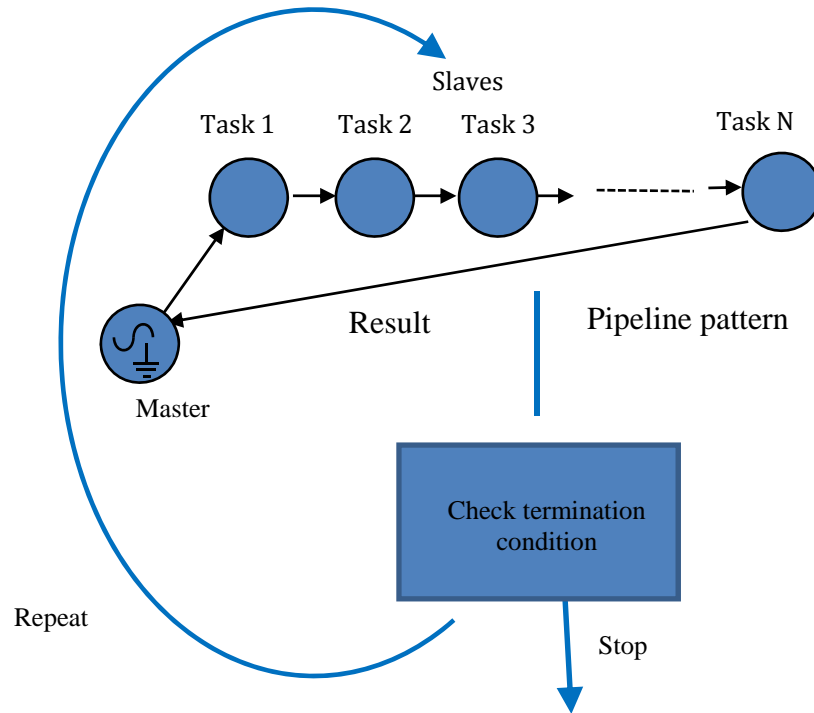 Slaves
Task 1
Task 2
Task 3
Task N
Result
Pipeline pattern
Master
Check termination
condition
Repeat
Stop